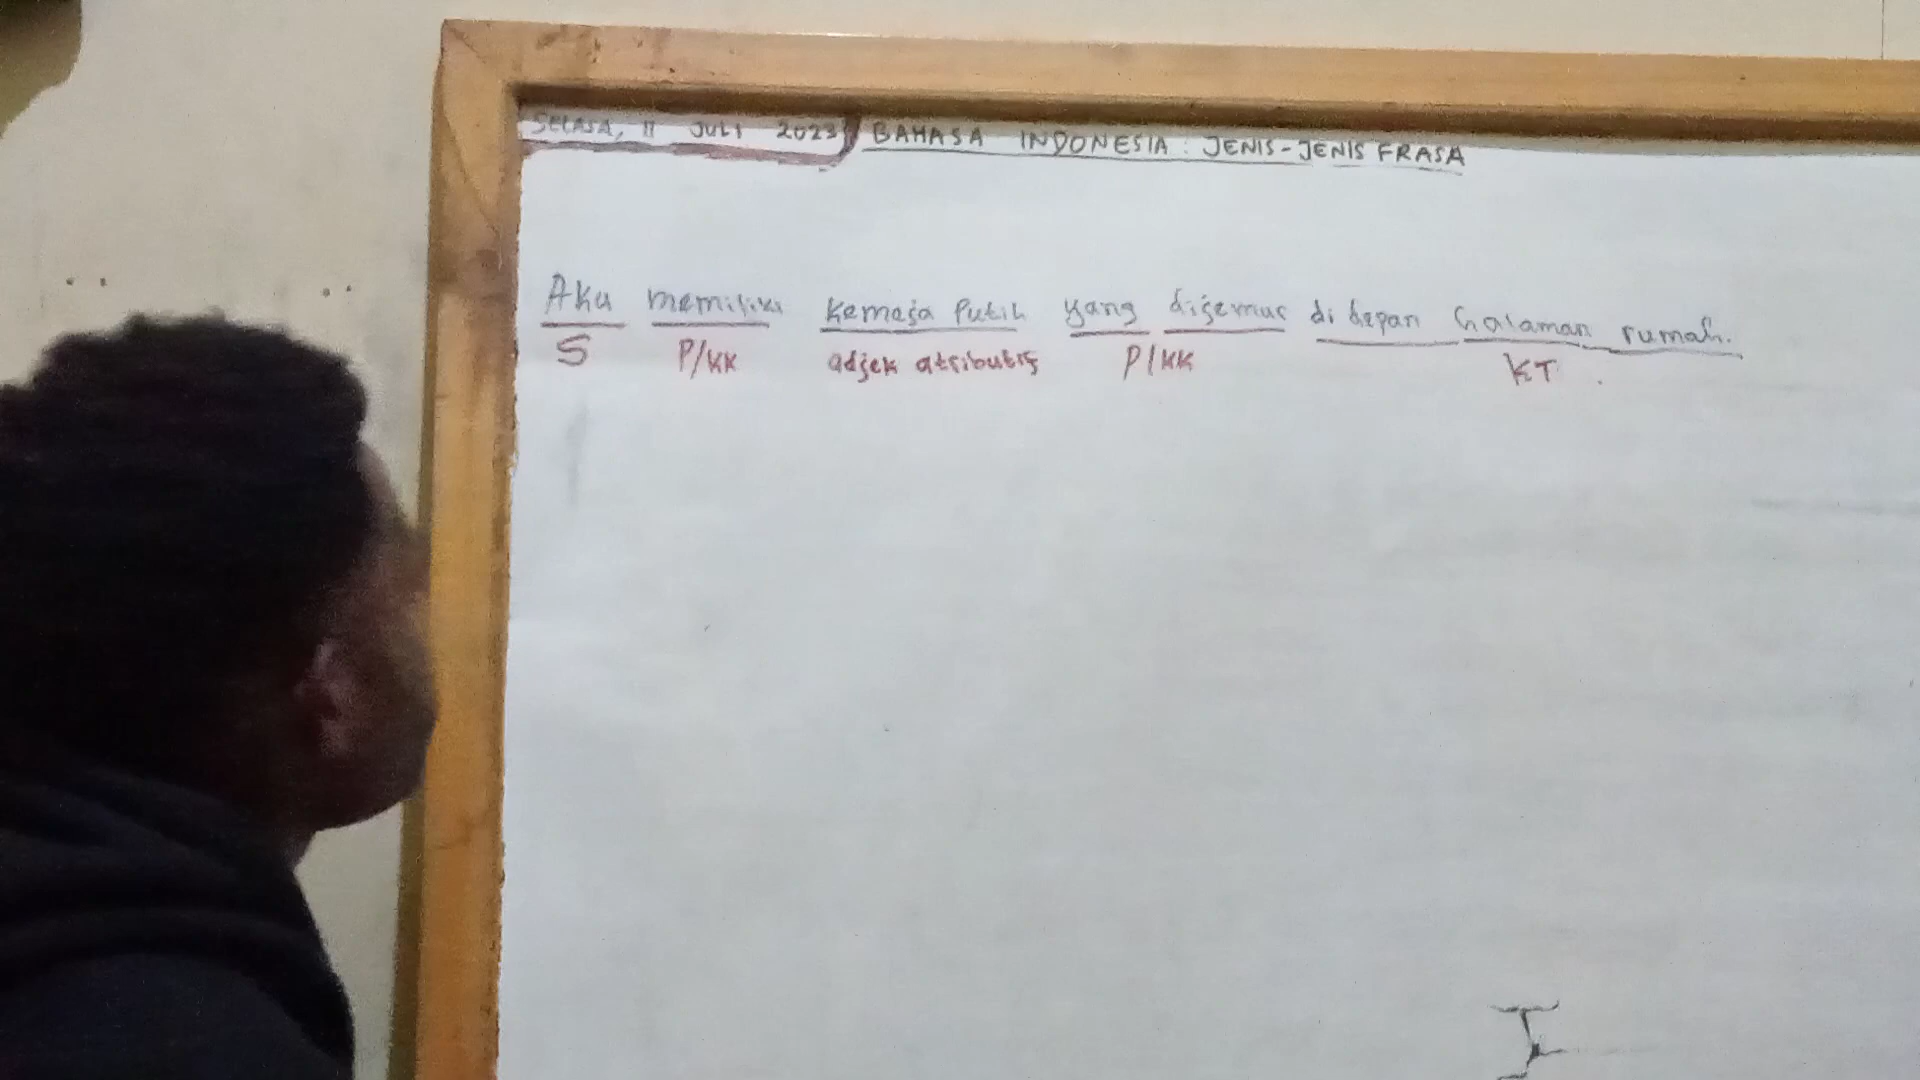 SELASA, 11 JULI 2023 BAHASA INDONESIA : JENIS-JENIS FRASA
Aku memiliki kemeja putih yang dijemur di depan halaman rumah.
S P/KK adjek atributif P/KK KT
I